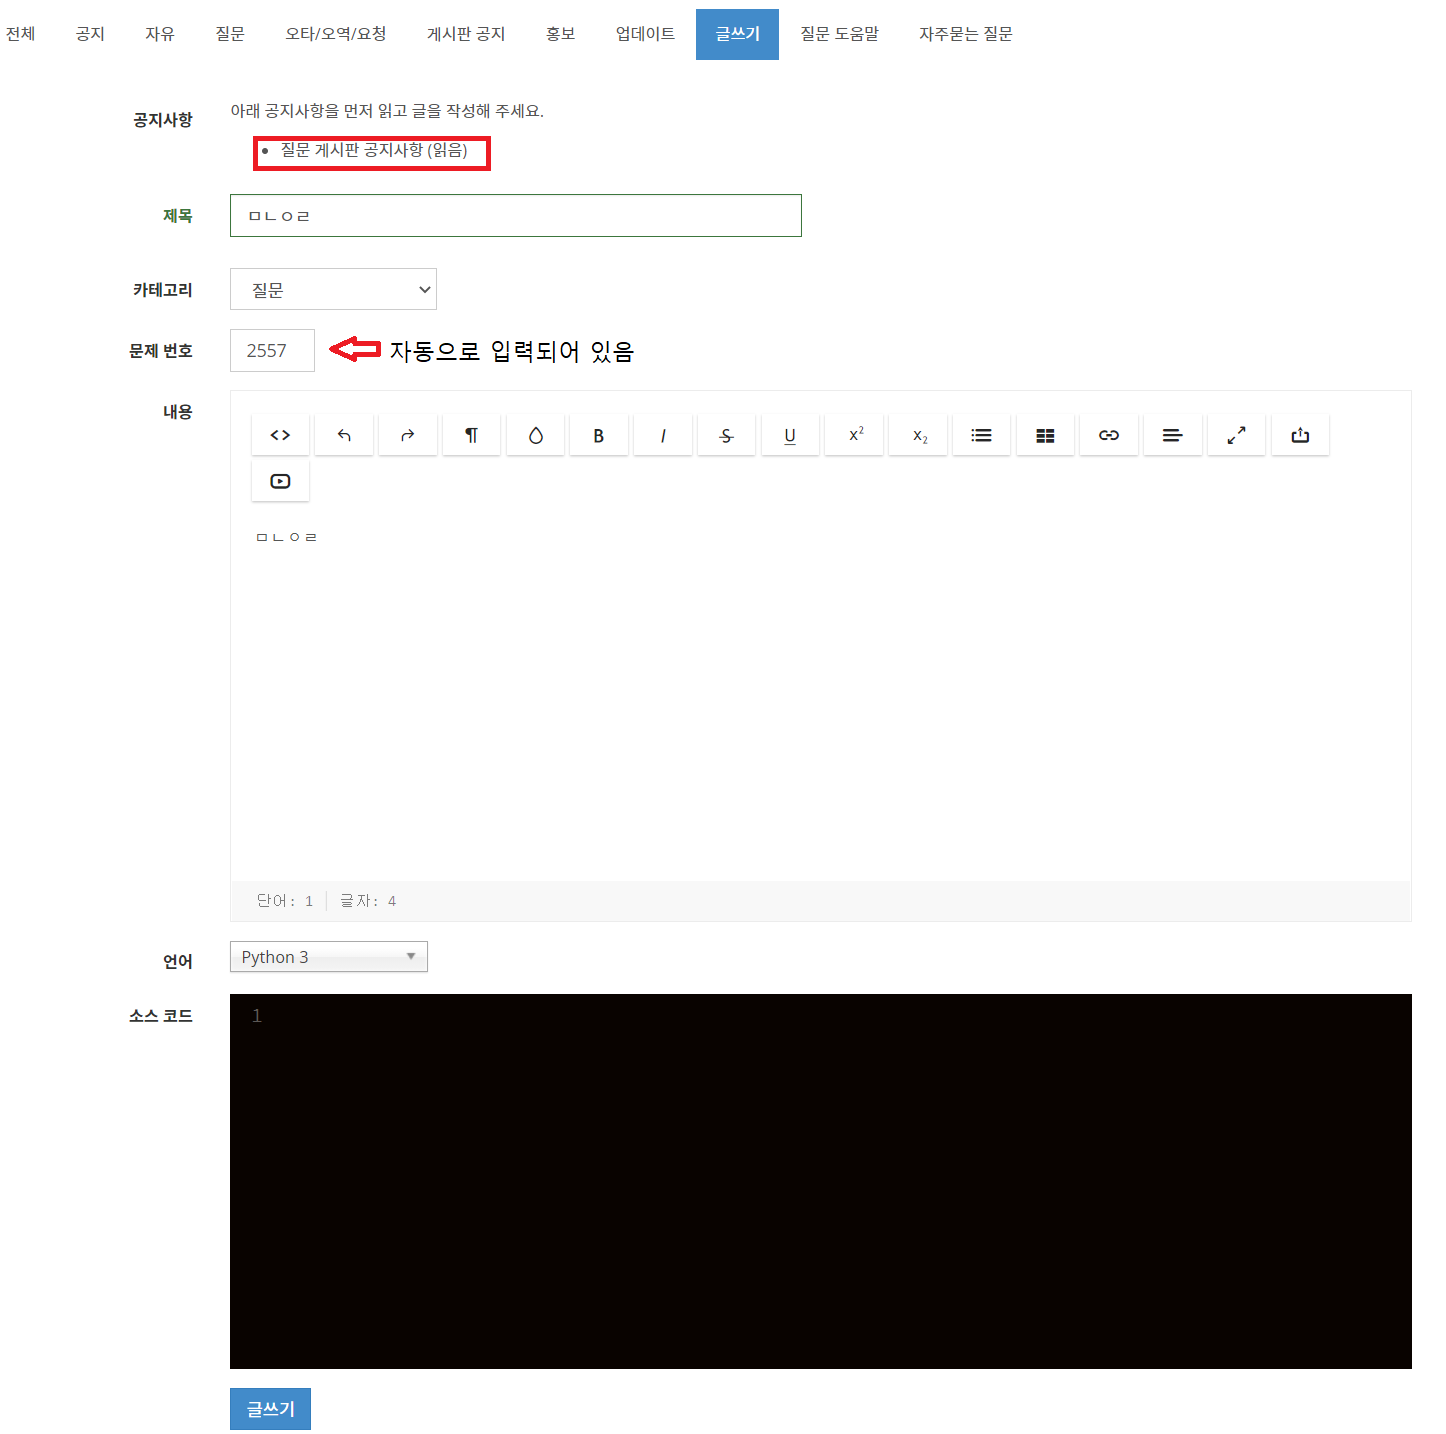 전체 공지 자유 질문 오타/오역/요청 게시판 공지 홍보 업데이트 글쓰기 질문 도움말 자주묻는 질문
공지사항 아래 공지사항을 먼저 읽고 글을 작성해 주세요.
• 질문 게시판 공지사항 (읽음)
제목 ㅁㄴㅇㄹ
카테고리 질문
문제 번호 2557 자동으로 입력되어 있음
내용
ㅁㄴㅇㄹ
단어: 1 글자: 4
언어 Python 3
소스 코드 1
글쓰기